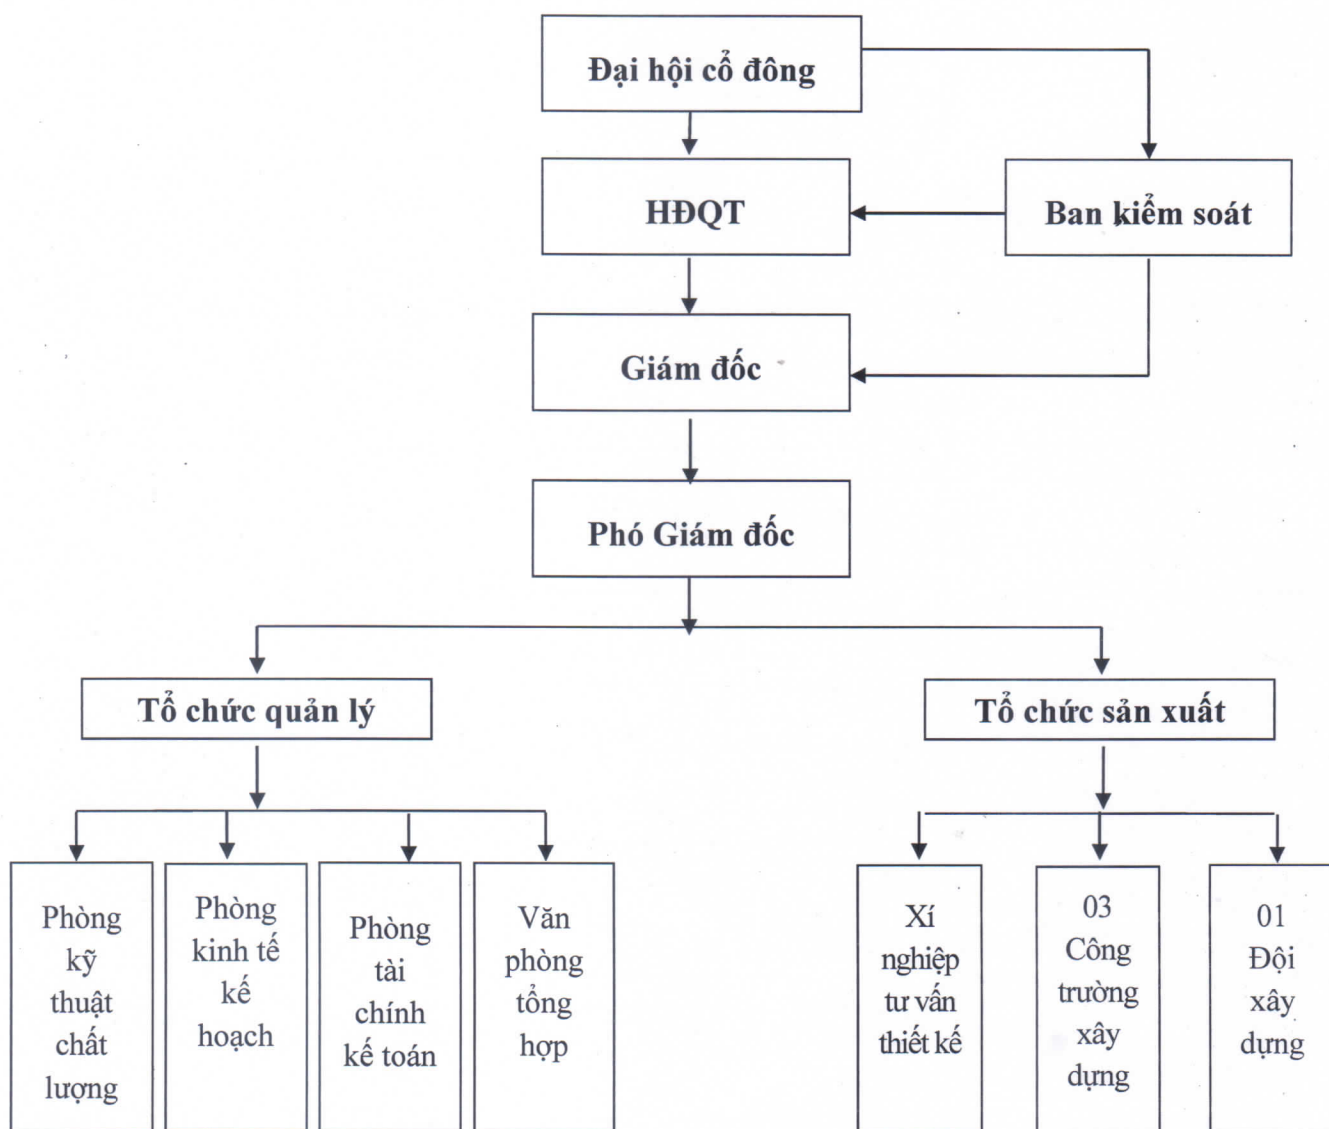 Đại hội cổ đông
HĐQT
Ban kiểm soát
Giám đốc
Phó Giám đốc
Tổ chức quản lý
Tổ chức sản xuất
Phòng
kỹ
thuật
chất
lượng
Phòng
kinh tế
kế
hoạch
Phòng
tài
chính
kế toán
Văn
phòng
tổng
hợp
Xí
nghiệp
tư vấn
thiết kế
03
Công
trường
xây
dựng
01
Đội
xây
dựng